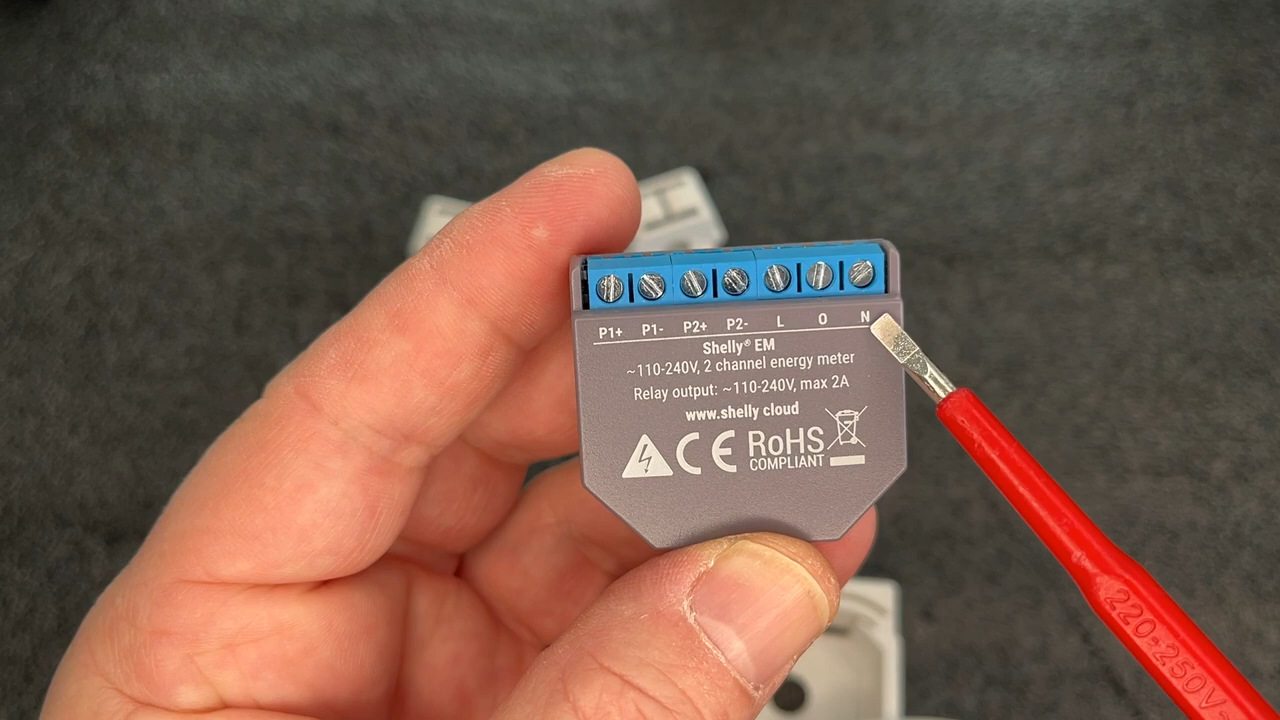 P1+ P1- P2+ P2- L O N
Shelly® EM
~110-240V, 2 channel energy meter
Relay output: ~110-240V, max 2A
www.shelly cloud
CE RoHS
COMPLIANT
220-250V~